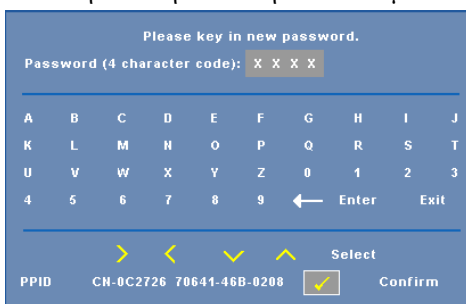 Please key in new password.
Password (4 character code): X X X X
A B C D E F G H I J
K L M N O P Q R S T
U V W X Y Z 0 1 2 3
4 5 6 7 8 9 Enter Exit
Select
PPID CN-0C2726 70641-46B-0208 Confirm